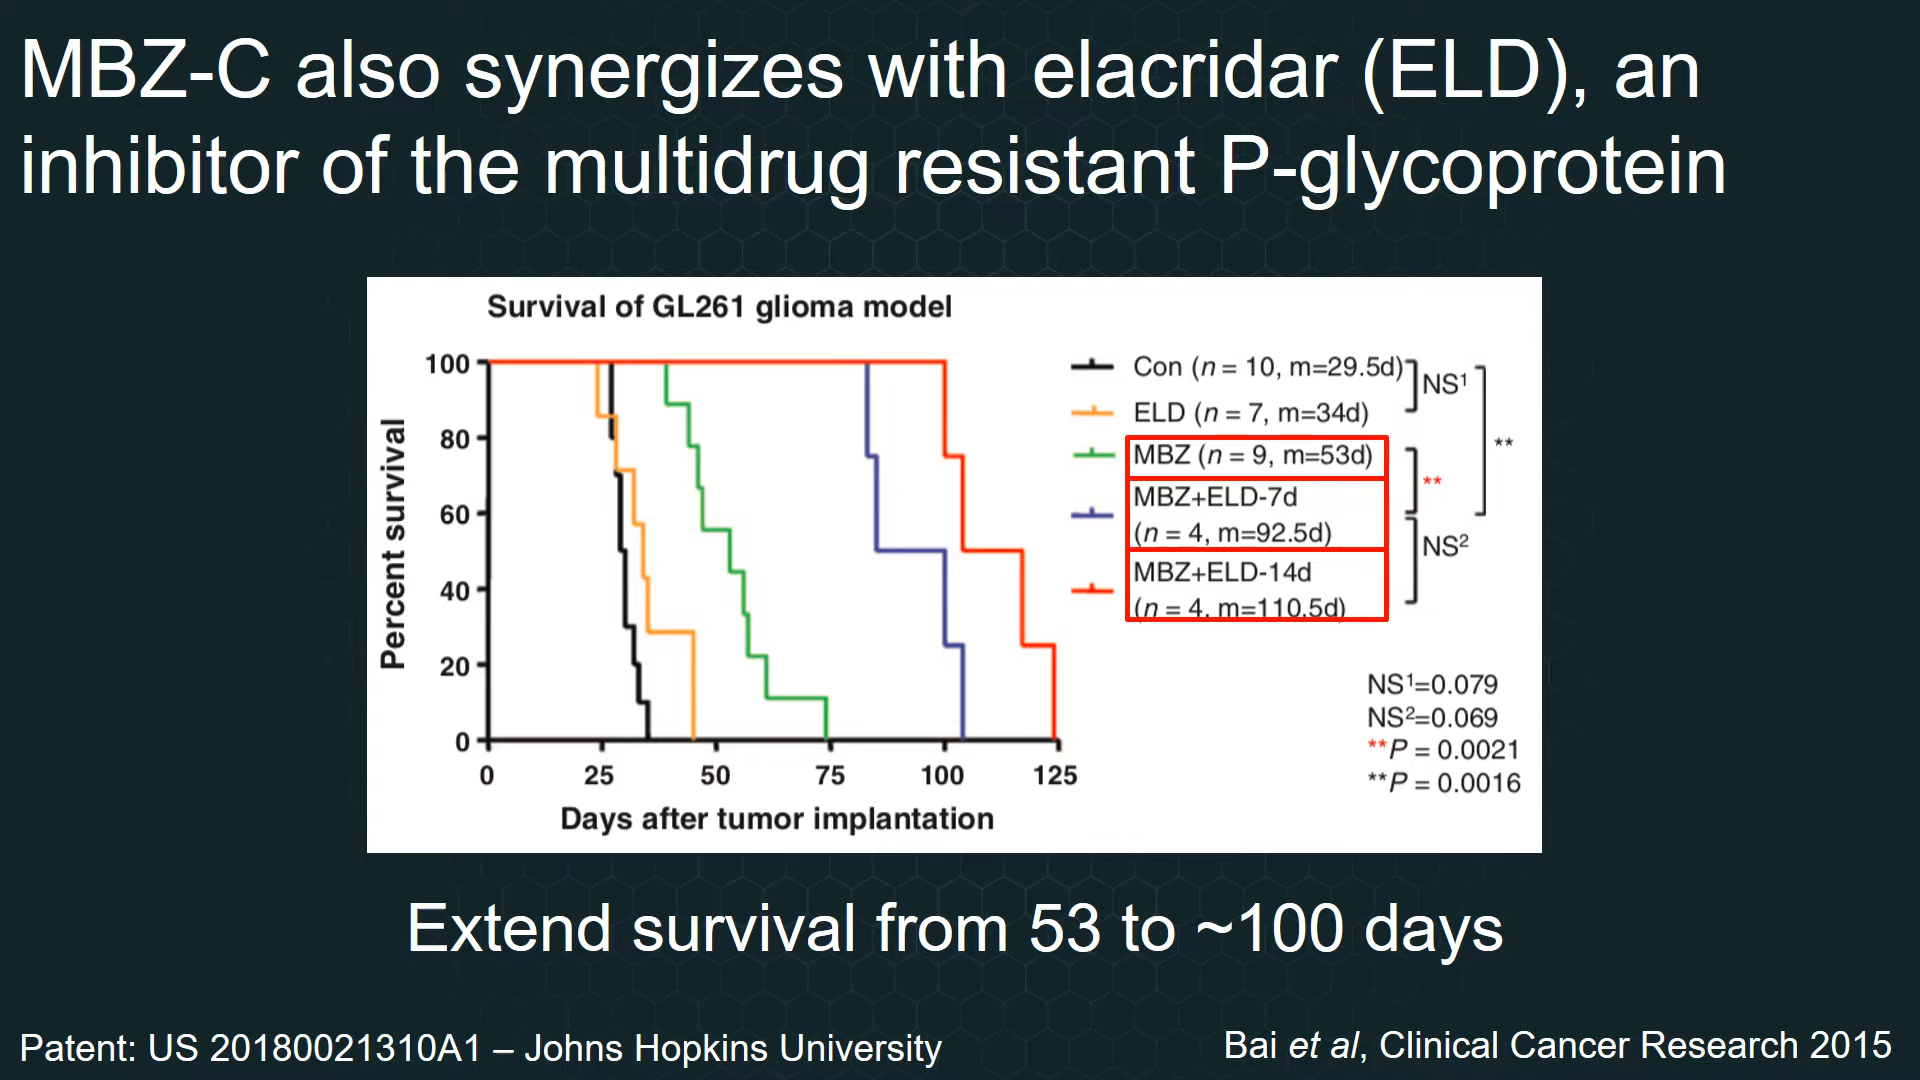 MBZ-C also synergizes with elacridar (ELD), an
inhibitor of the multidrug resistant P-glycoprotein
Survival of GL261 glioma model
Percent survival
100
80
60
40
20
0
0 25 50 75 100 125
Days after tumor implantation
Con (n = 10, m=29.5d)
ELD (n = 7, m=34d)
MBZ (n = 9, m=53d)
MBZ+ELD-7d
(n = 4, m=92.5d)
MBZ+ELD-14d
(n = 4, m=110.5d)
NS¹
**
**
NS²
NS¹=0.079
NS²=0.069
**P = 0.0021
**P = 0.0016
Extend survival from 53 to ~100 days
Patent: US 20180021310A1 – Johns Hopkins University
Bai et al, Clinical Cancer Research 2015